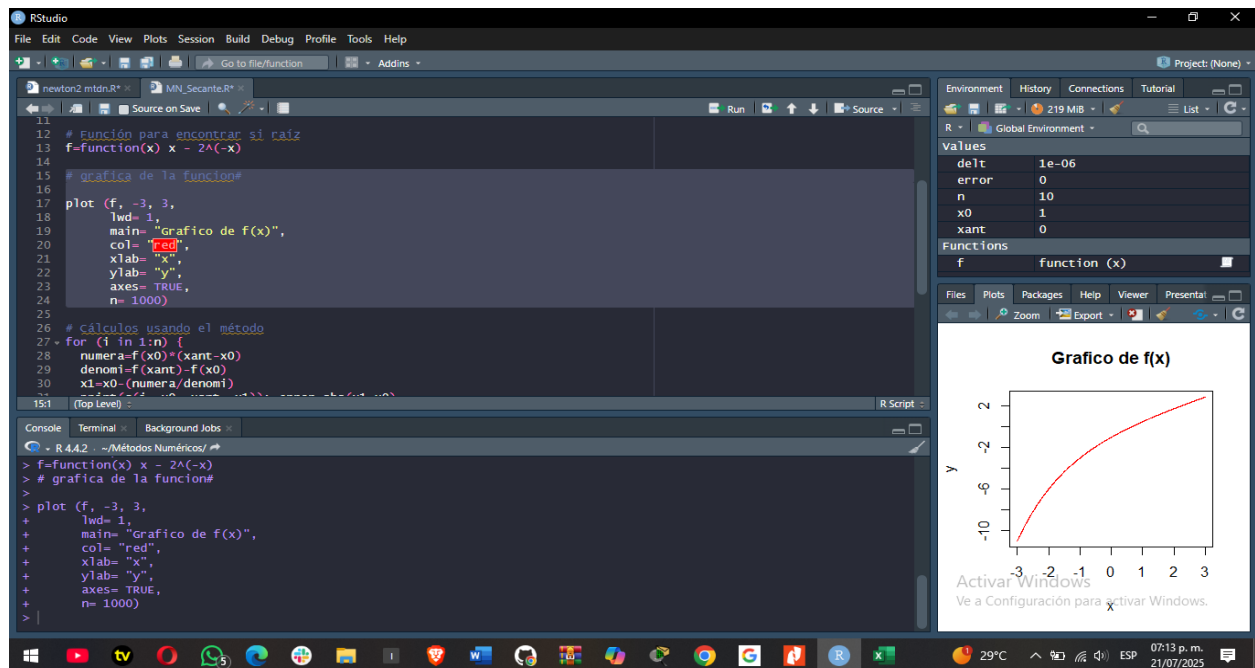 RStudio
File Edit Code View Plots Session Build Debug Profile Tools Help
Go to file/function Addins Project: (None)
newton2 mtdn.R* MN_Secante.R*
Source on Save Run Source
11
12 # Función para encontrar si raíz
13 f=function(x) x - 2^(-x)
14
15 # grafica de la funcion#
16
17 plot (f, -3, 3,
18 lwd= 1,
19 main= "Grafico de f(x)",
20 col= "red",
21 xlab= "x",
22 ylab= "y",
23 axes= TRUE,
24 n= 1000)
25
26 # Cálculos usando el método
27 for (i in 1:n) {
28 numera=f(x0)*(xant-x0)
29 denomi=f(xant)-f(x0)
30 x1=x0-(numera/denomi)
15:1 (Top Level) R Script
Console Terminal Background Jobs
R 4.4.2 · ~/Métodos Numéricos/
> f=function(x) x - 2^(-x)
> # grafica de la funcion#
>
> plot (f, -3, 3,
+ lwd= 1,
+ main= "Grafico de f(x)",
+ col= "red",
+ xlab= "x",
+ ylab= "y",
+ axes= TRUE,
+ n= 1000)
>
Environment History Connections Tutorial
219 MiB List
R Global Environment
Values
delt 1e-06
error 0
n 10
x0 1
xant 0
Functions
f function (x)
Files Plots Packages Help Viewer Presentat
Zoom Export
Grafico de f(x)
y
2
-2
-6
-10
-3 -2 -1 0 1 2 3
x
Activar Windows
Ve a Configuración para activar Windows.
29°C ESP 07:13 p. m.
21/07/2025